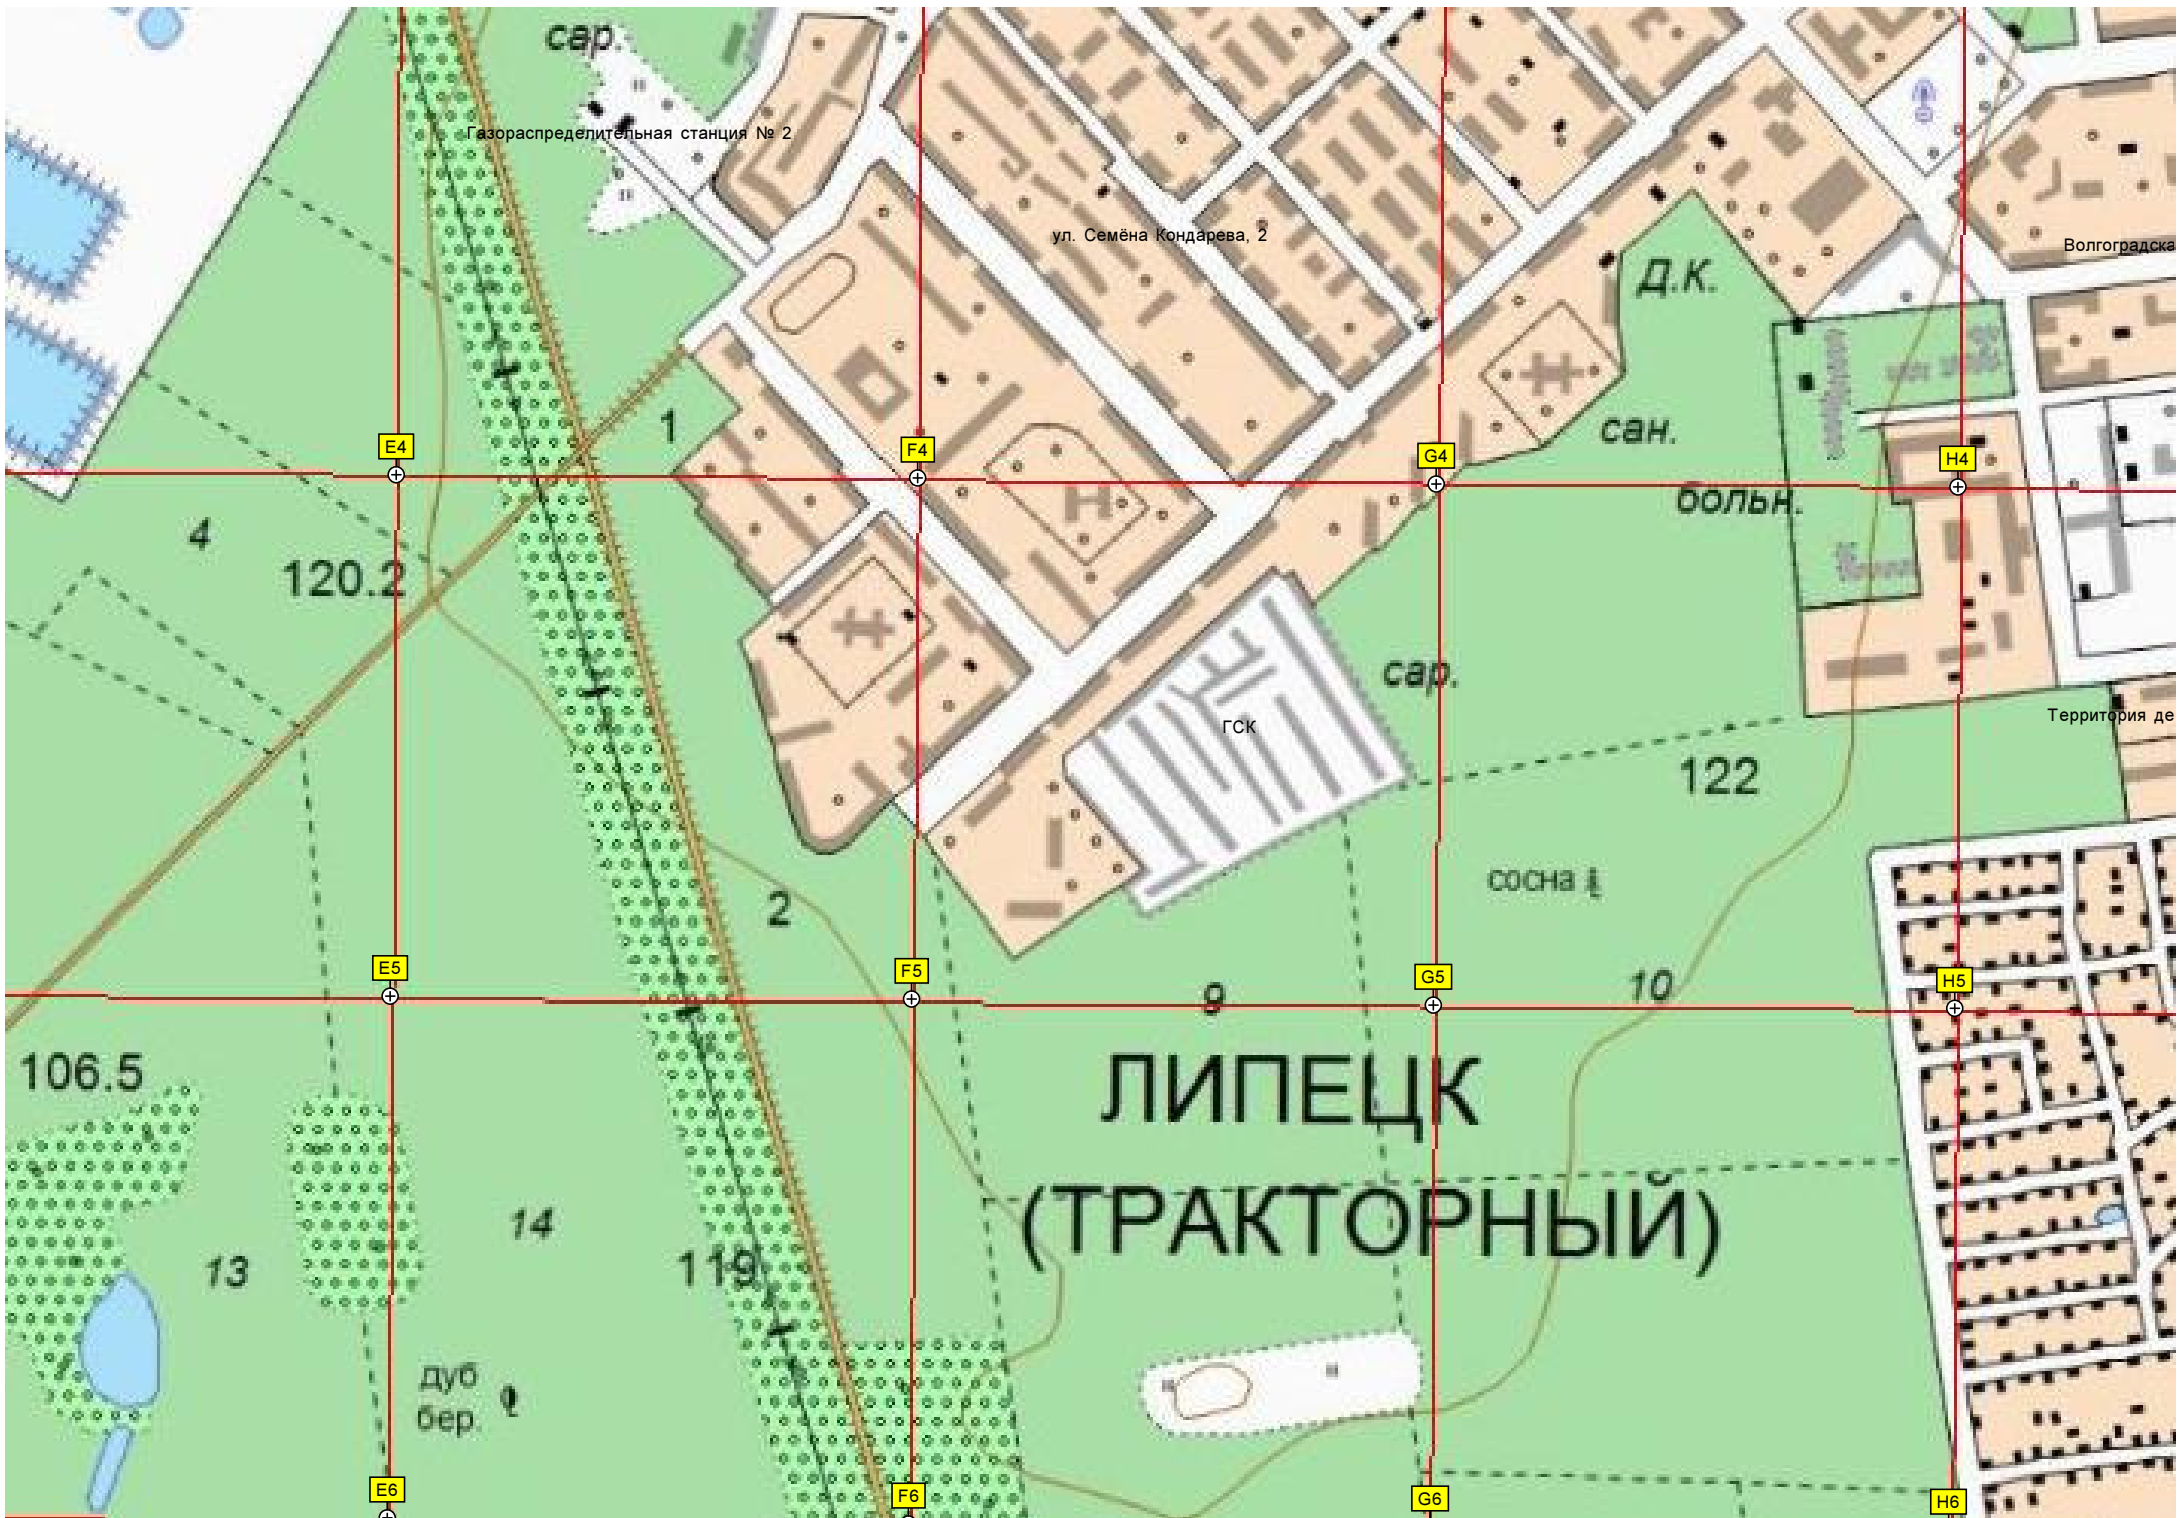 сар.
Газораспределительная станция № 2
ул. Семёна Кондарева, 2
Волгоградска
Д.К.
1
сан.
E4
F4
G4
H4
больн.
4
120.2
сар.
ГСК
Территория де
122
сосна
2
E5
F5
G5
H5
9
10
106.5
ЛИПЕЦК
(ТРАКТОРНЫЙ)
14
13
119
дуб
бер.
E6
F6
G6
H6